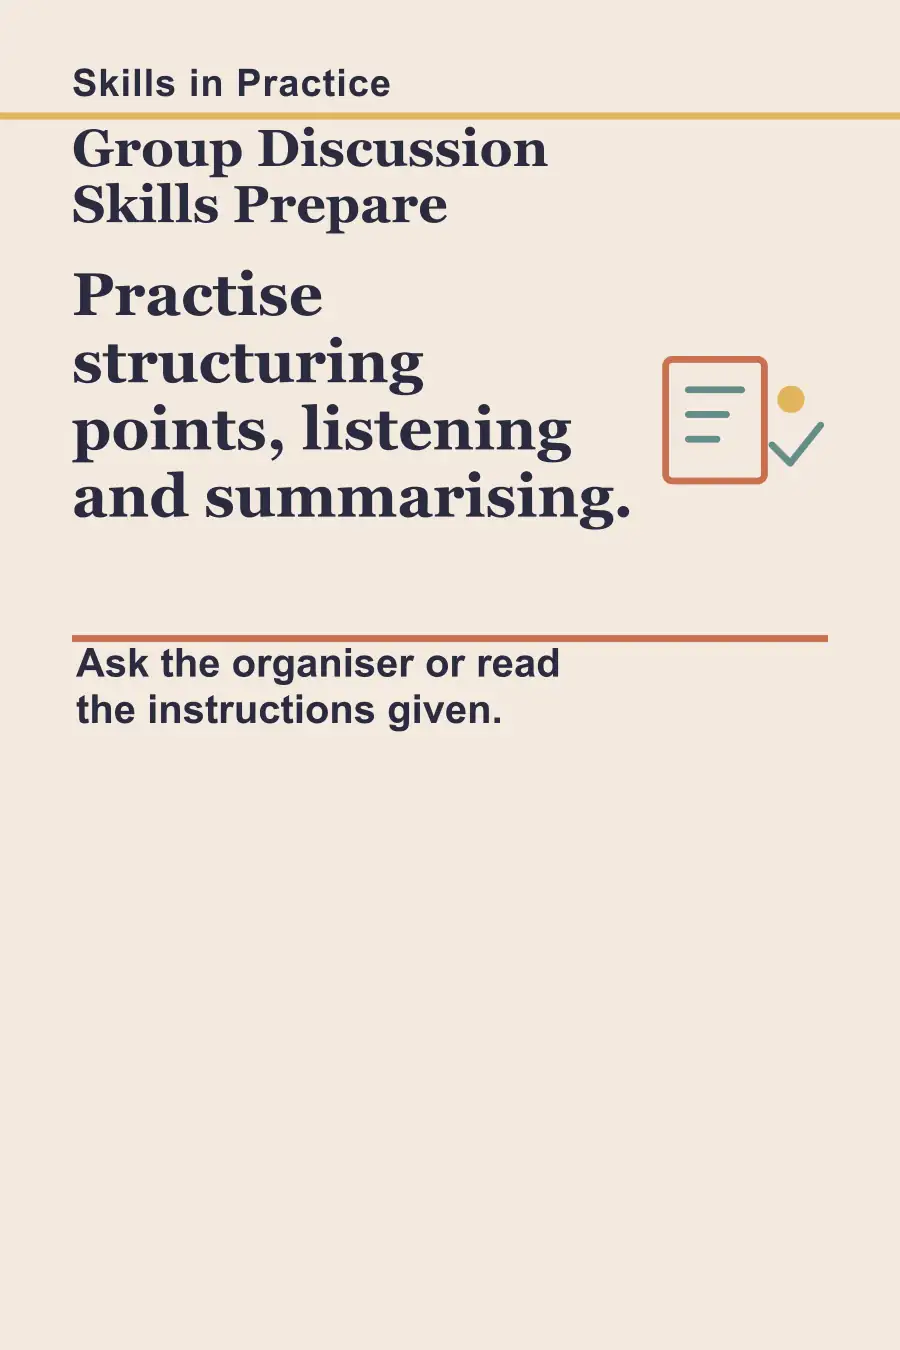 Skills in Practice
Group Discussion
Skills Prepare
Practise
structuring
points, listening
and summarising.
Ask the organiser or read
the instructions given.